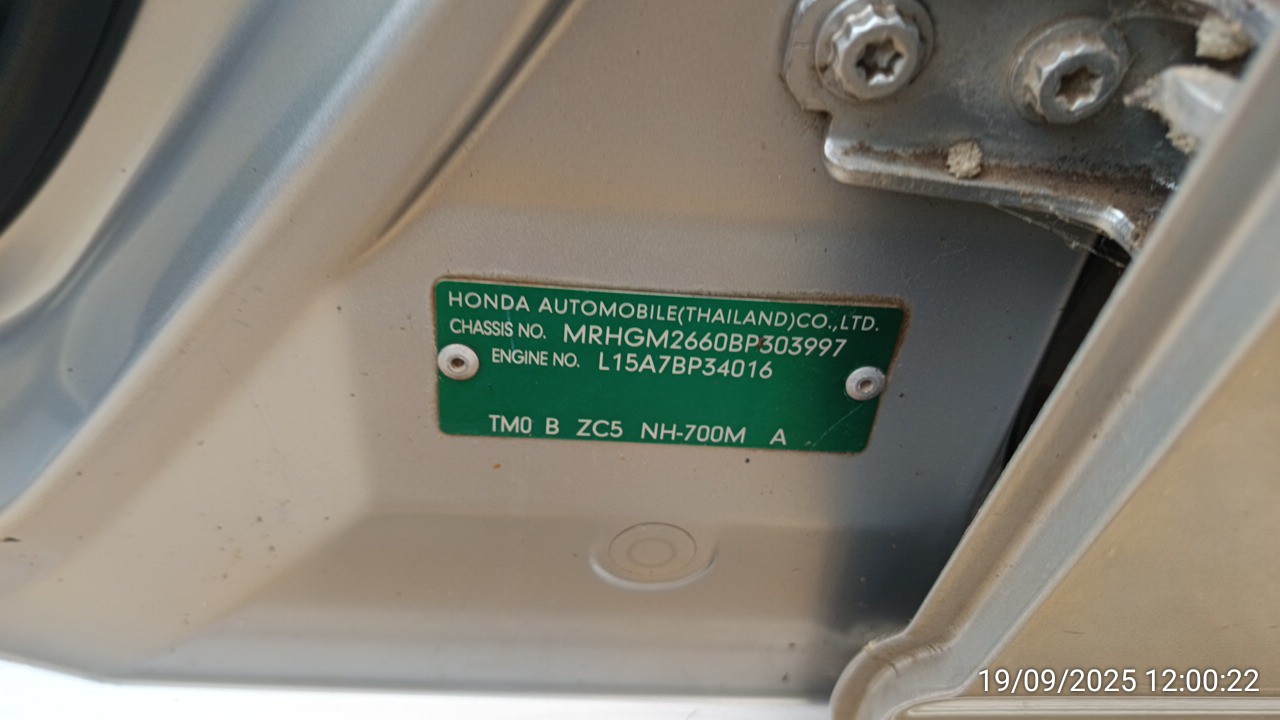 HONDA AUTOMOBILE(THAILAND)CO.,LTD.
CHASSIS NO. MRHGM2660BP303997
ENGINE NO. L15A7BP34016
TM0 B ZC5 NH-700M A
19/09/2025 12:00:22